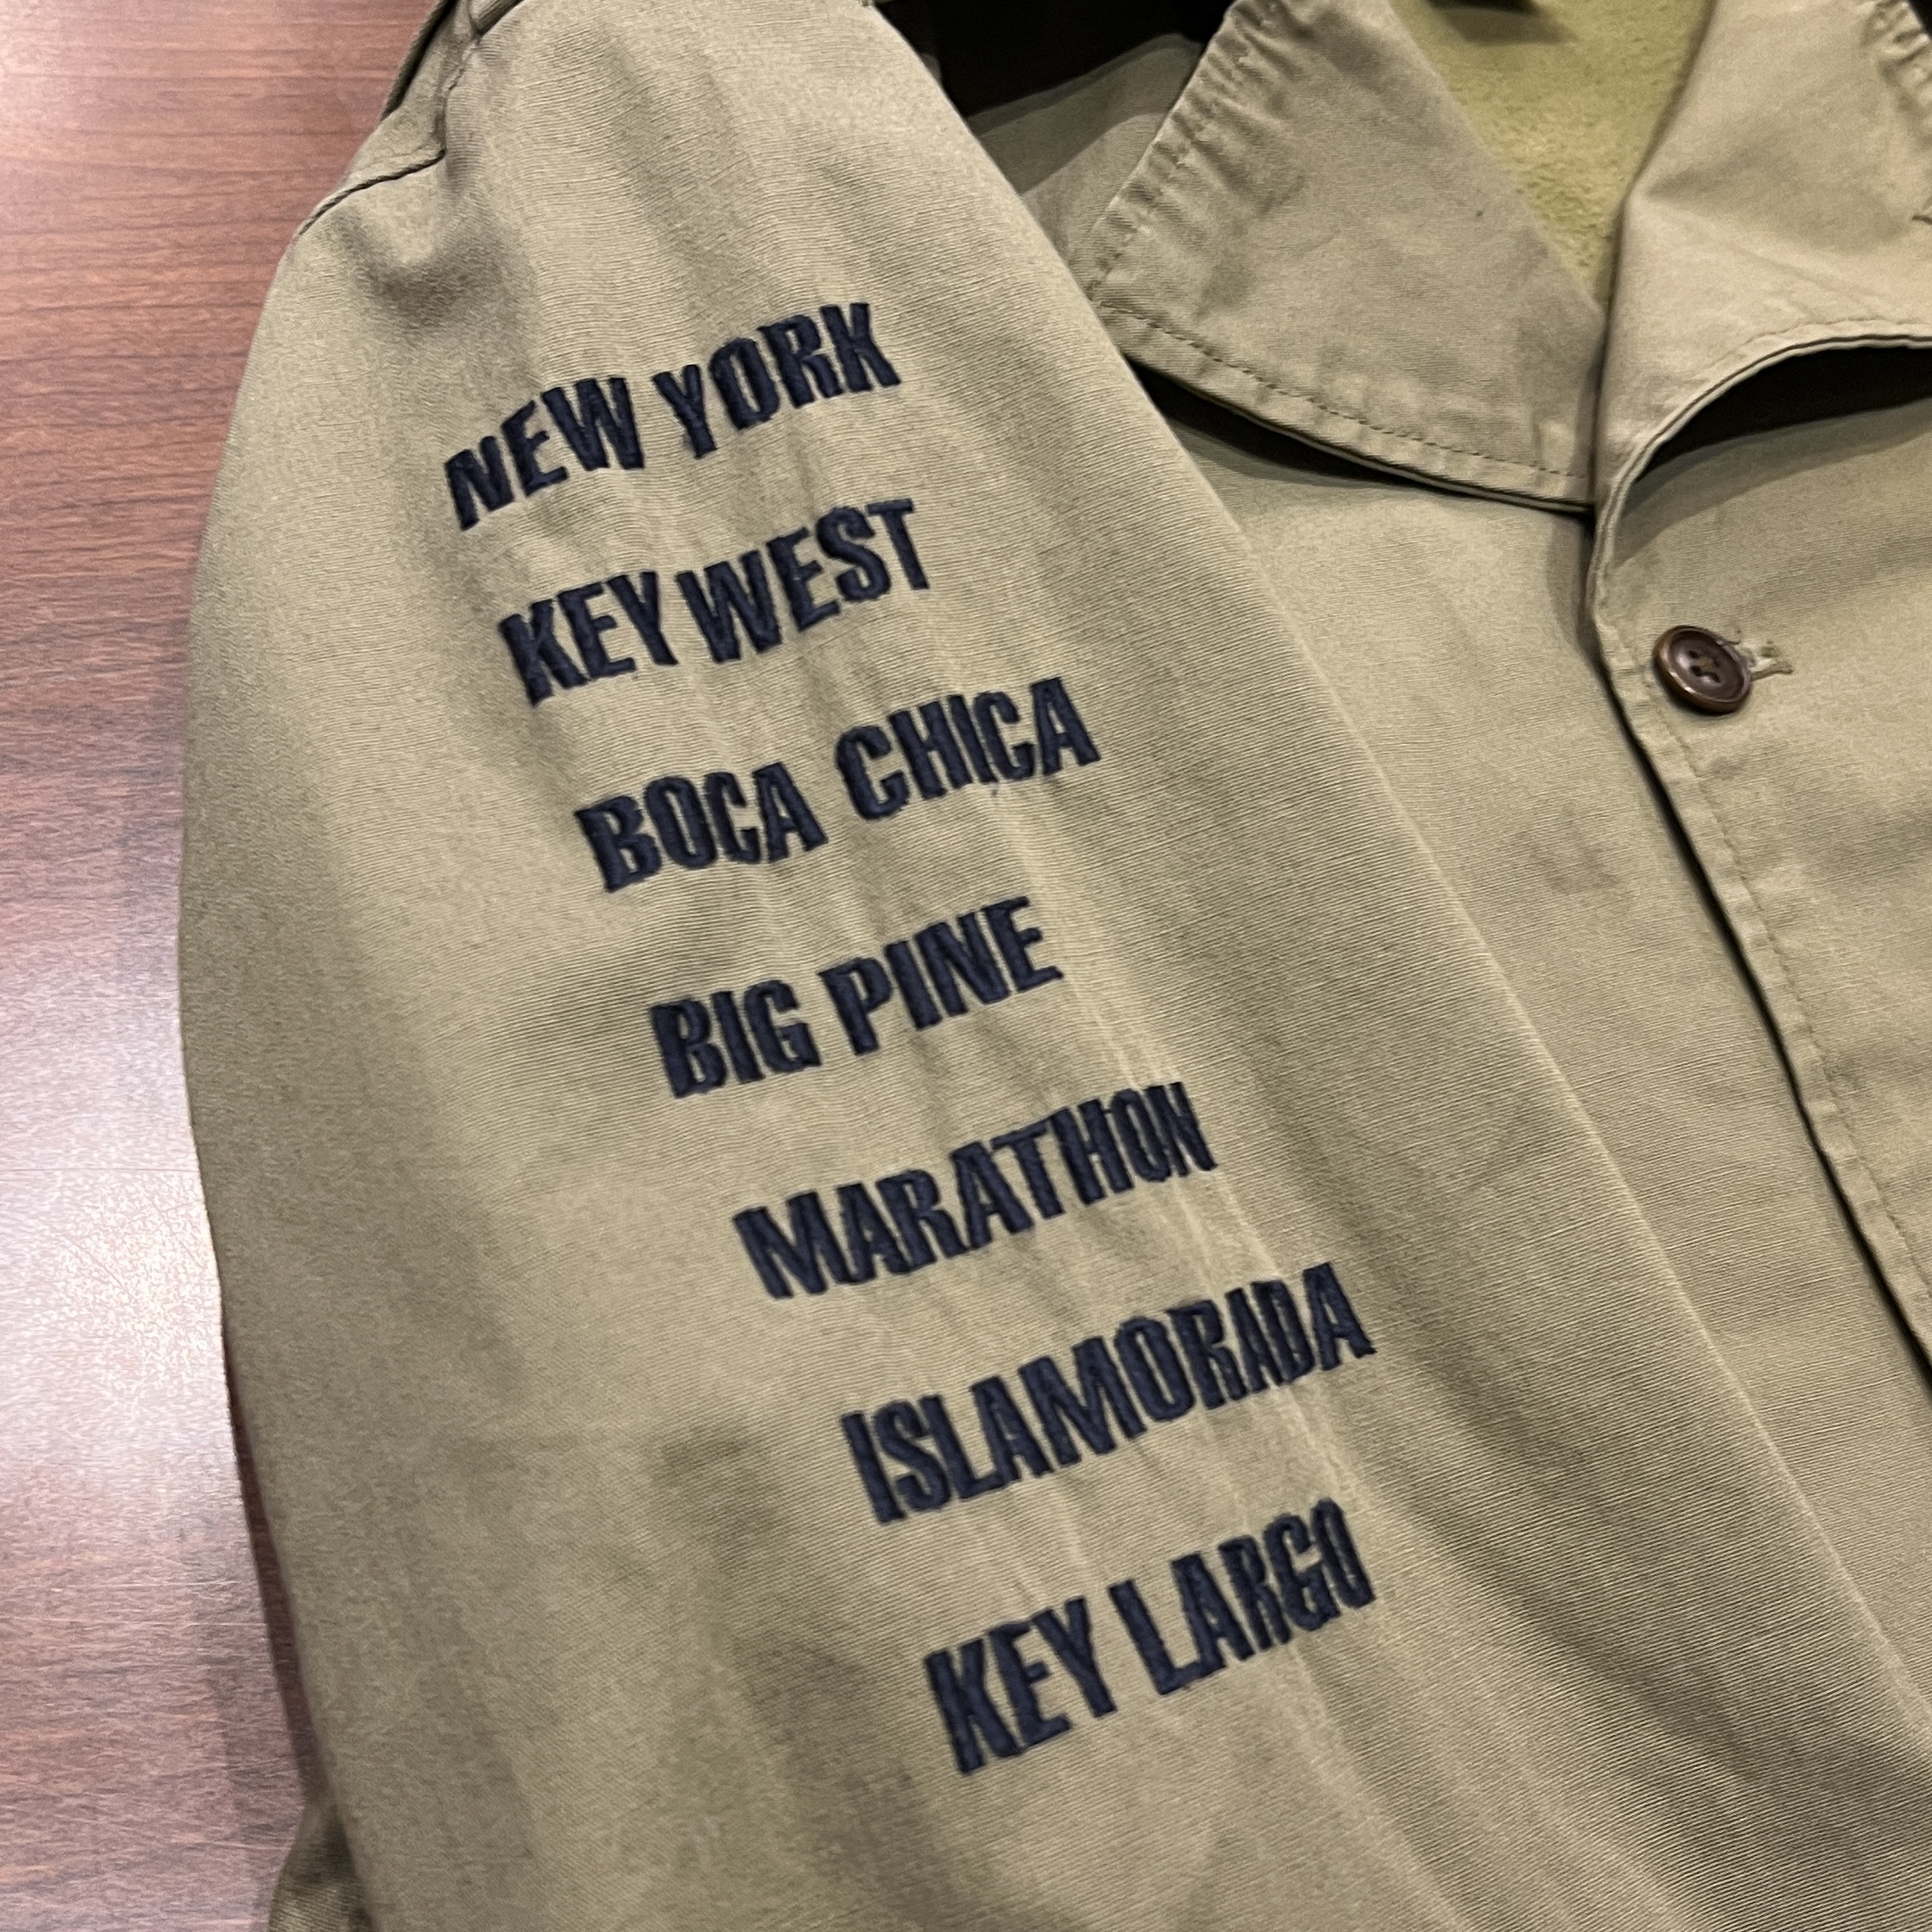 NEW YORK
KEY WEST
BOCA CHICA
BIG PINE
MARATHON
ISLAMORADA
KEY LARGO